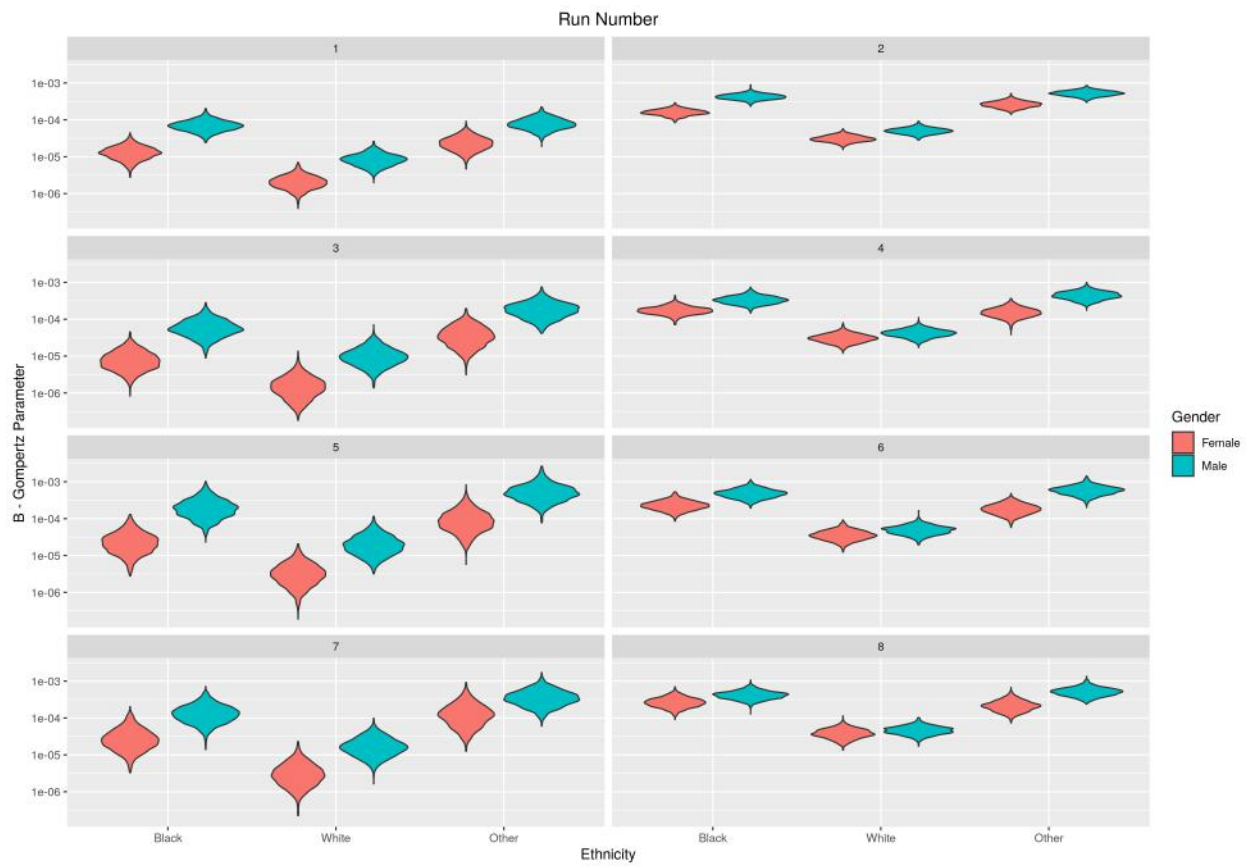 Run Number
1
2
1e-03
1e-04
1e-05
1e-06
3
4
1e-03
1e-04
1e-05
1e-06
5
6
1e-03
1e-04
1e-05
1e-06
7
8
1e-03
1e-04
1e-05
1e-06
B - Gompertz Parameter
Black
White
Other
Black
White
Other
Ethnicity
Gender
Female
Male